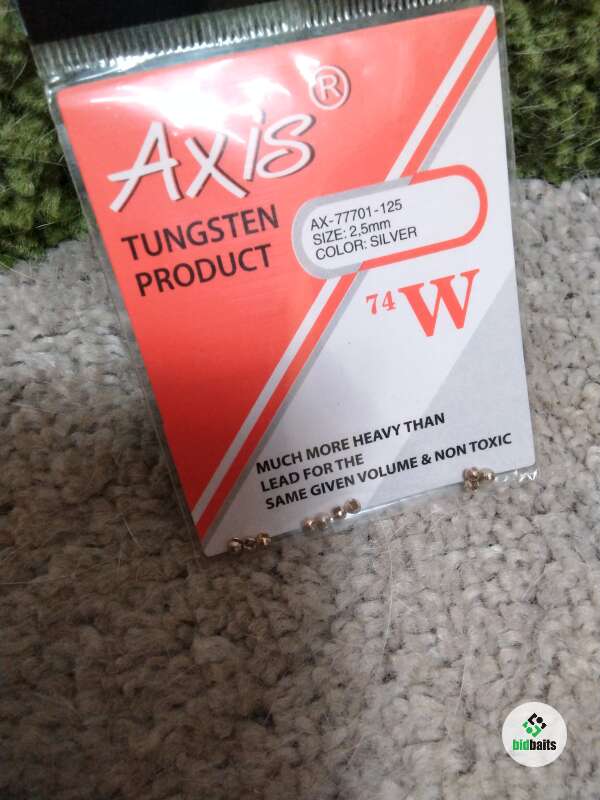 Axis®
TUNGSTEN
PRODUCT
AX-77701-125
SIZE: 2,5mm
COLOR: SILVER
74 W
MUCH MORE HEAVY THAN
LEAD FOR THE
SAME GIVEN VOLUME & NON TOXIC
bidbaits